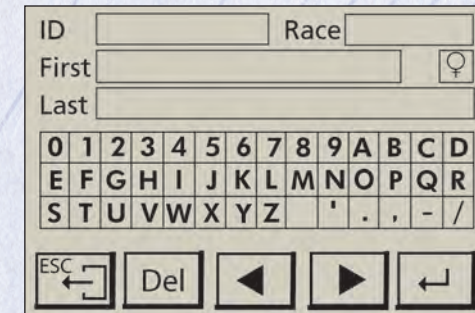 ID Race
First ♀
Last
0 1 2 3 4 5 6 7 8 9 A B C D
E F G H I J K L M N O P Q R
S T U V W X Y Z ' . , - /
ESC Del